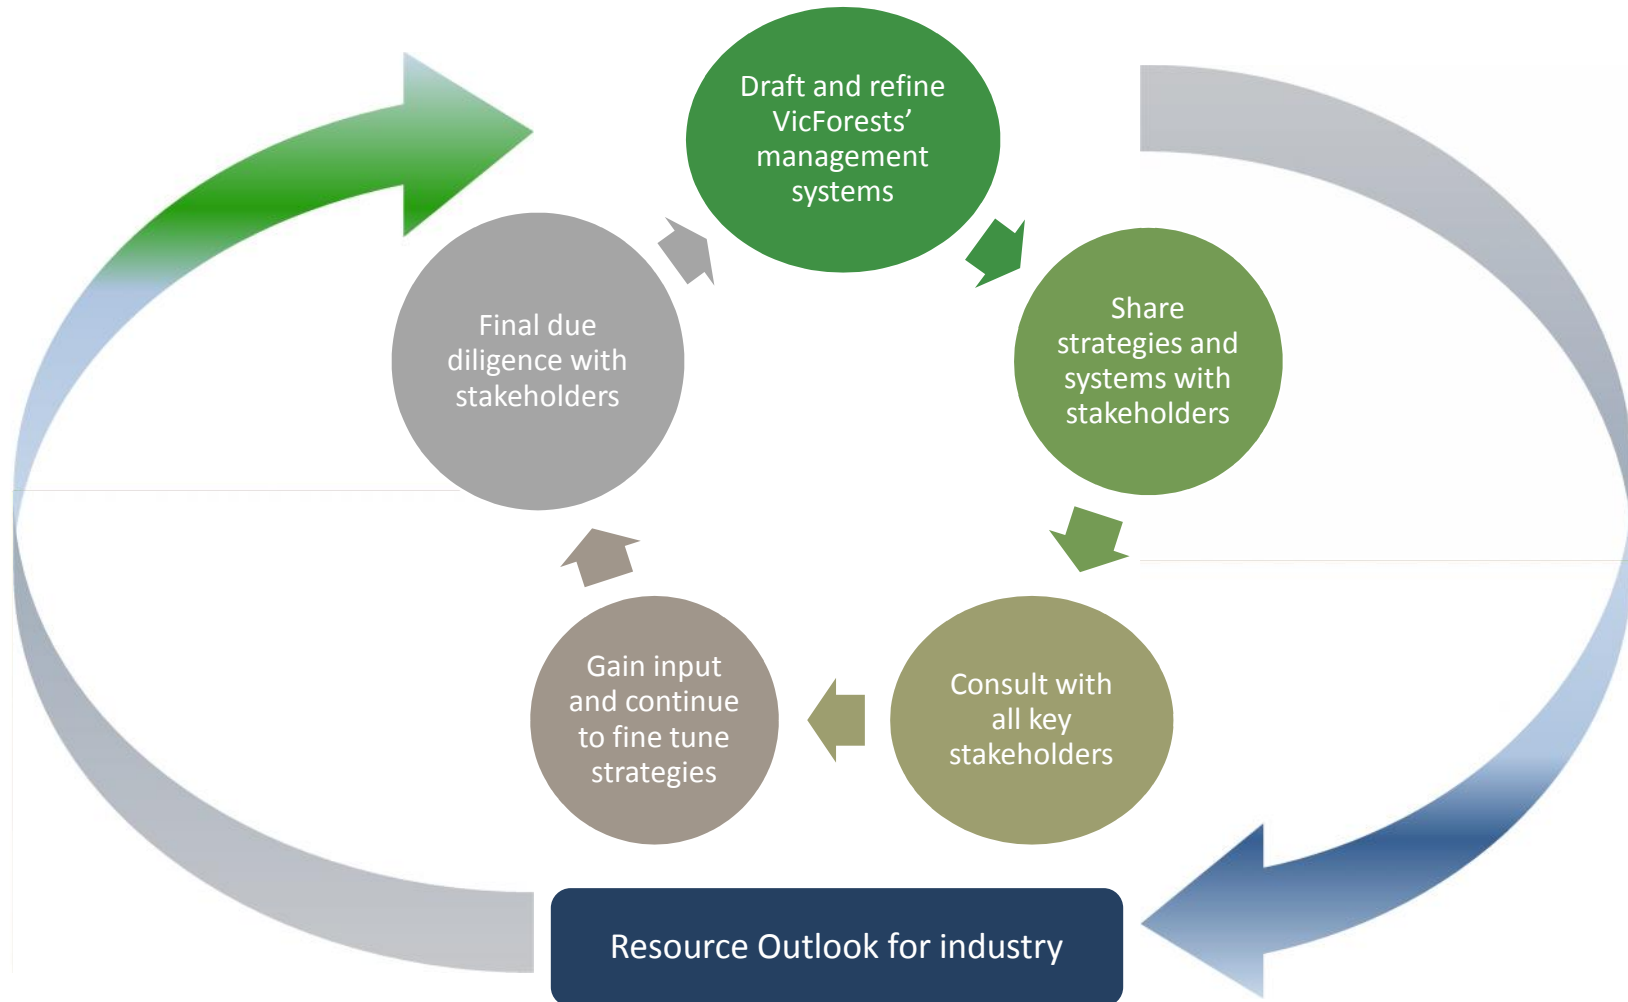 Draft and refine
VicForests’
management
systems
Share
strategies and
systems with
stakeholders
Consult with
all key
stakeholders
Gain input
and continue
to fine tune
strategies
Final due
diligence with
stakeholders
Resource Outlook for industry